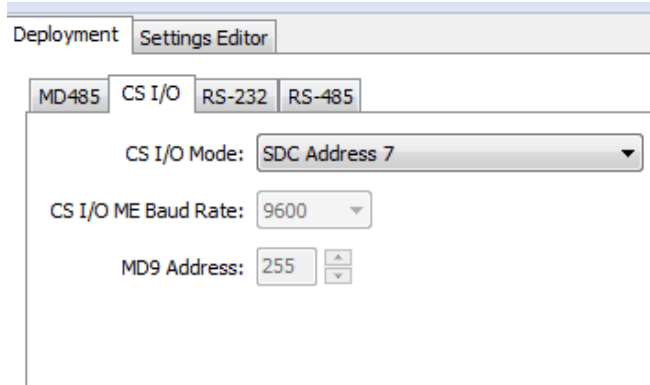 Deployment Settings Editor
MD485 CS I/O RS-232 RS-485
CS I/O Mode: SDC Address 7
CS I/O ME Baud Rate: 9600
MD9 Address: 255